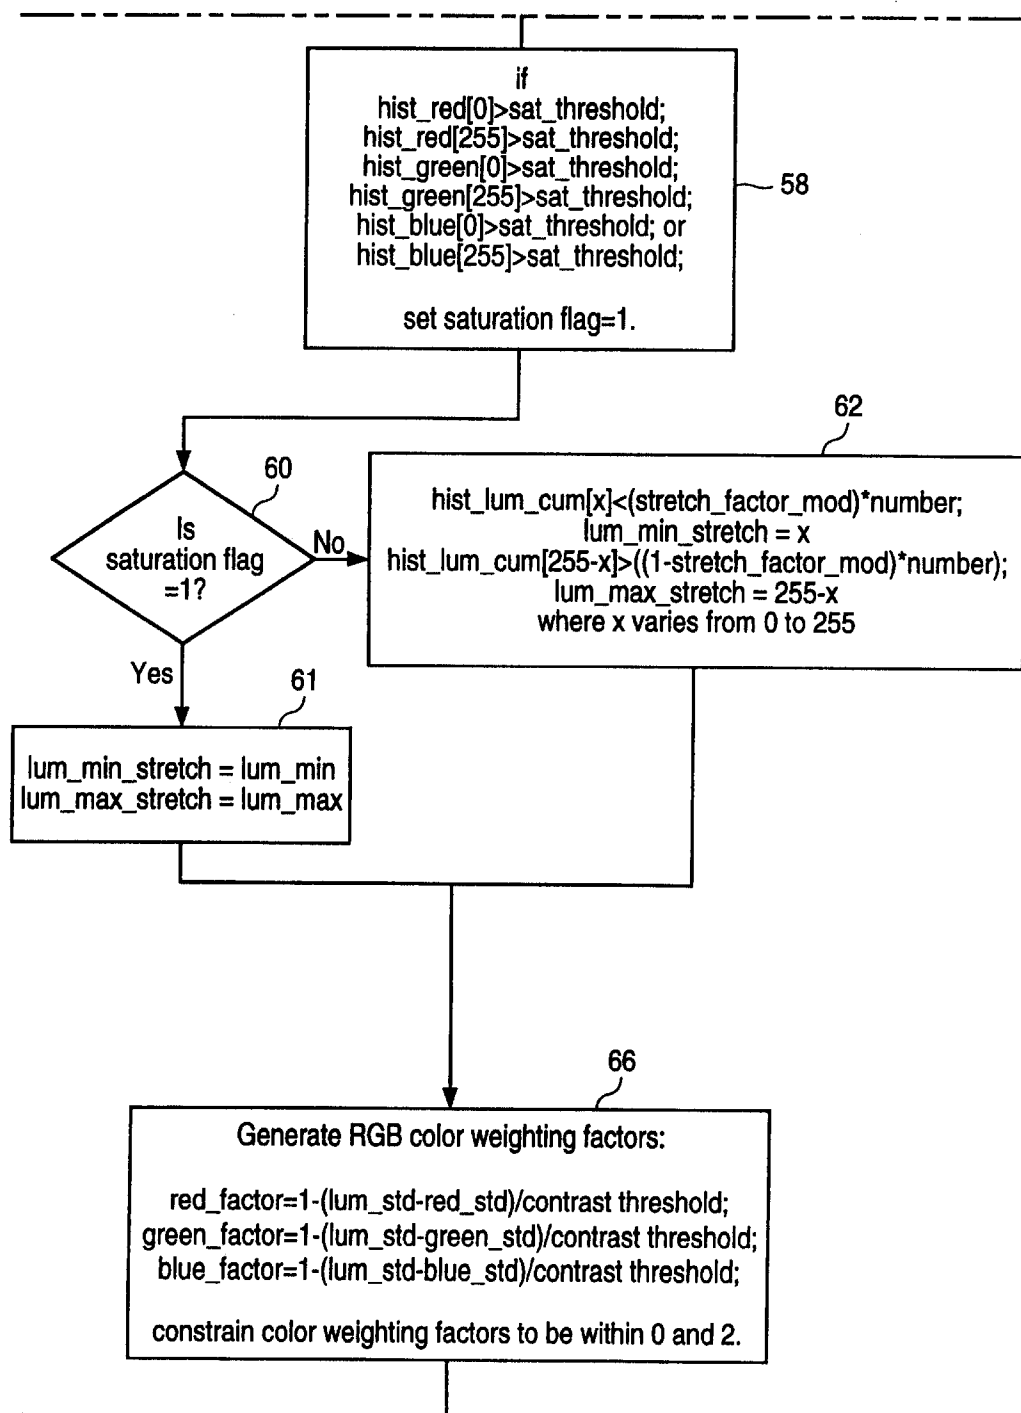 if
hist_red[0]>sat_threshold;
hist_red[255]>sat_threshold;
hist_green[0]>sat_threshold;
hist_green[255]>sat_threshold;
hist_blue[0]>sat_threshold; or
hist_blue[255]>sat_threshold;
set saturation flag=1.
58
60
Is
saturation flag
=1?
No
Yes
62
hist_lum_cum[x]<(stretch_factor_mod)*number;
lum_min_stretch = x
hist_lum_cum[255-x]>((1-stretch_factor_mod)*number);
lum_max_stretch = 255-x
where x varies from 0 to 255
61
lum_min_stretch = lum_min
lum_max_stretch = lum_max
66
Generate RGB color weighting factors:
red_factor=1-(lum_std-red_std)/contrast threshold;
green_factor=1-(lum_std-green_std)/contrast threshold;
blue_factor=1-(lum_std-blue_std)/contrast threshold;
constrain color weighting factors to be within 0 and 2.